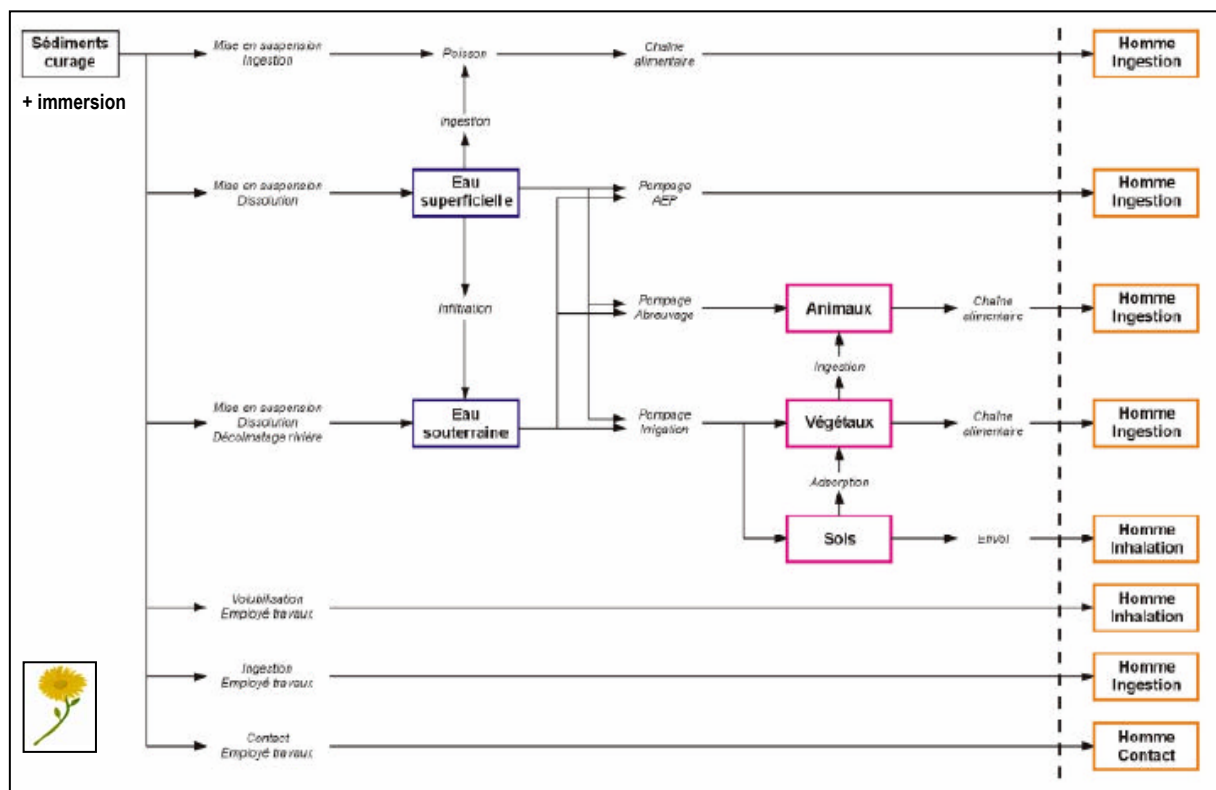 Sédiments
curage
+ immersion
Mise en suspension
Ingestion
Poisson
Chaîne
alimentaire
Homme
Ingestion
Ingestion
Mise en suspension
Dissolution
Eau
superficielle
Pompage
AEP
Homme
Ingestion
Infiltration
Pompage
Abreuvage
Animaux
Chaîne
alimentaire
Homme
Ingestion
Ingestion
Mise en suspension
Dissolution
Décolmatage rivière
Eau
souterraine
Pompage
Irrigation
Végétaux
Chaîne
alimentaire
Homme
Ingestion
Adsorption
Sols
Envol
Homme
Inhalation
Volubilisation
Employé travaux
Homme
Inhalation
Ingestion
Employé travaux
Homme
Ingestion
Contact
Employé travaux
Homme
Contact